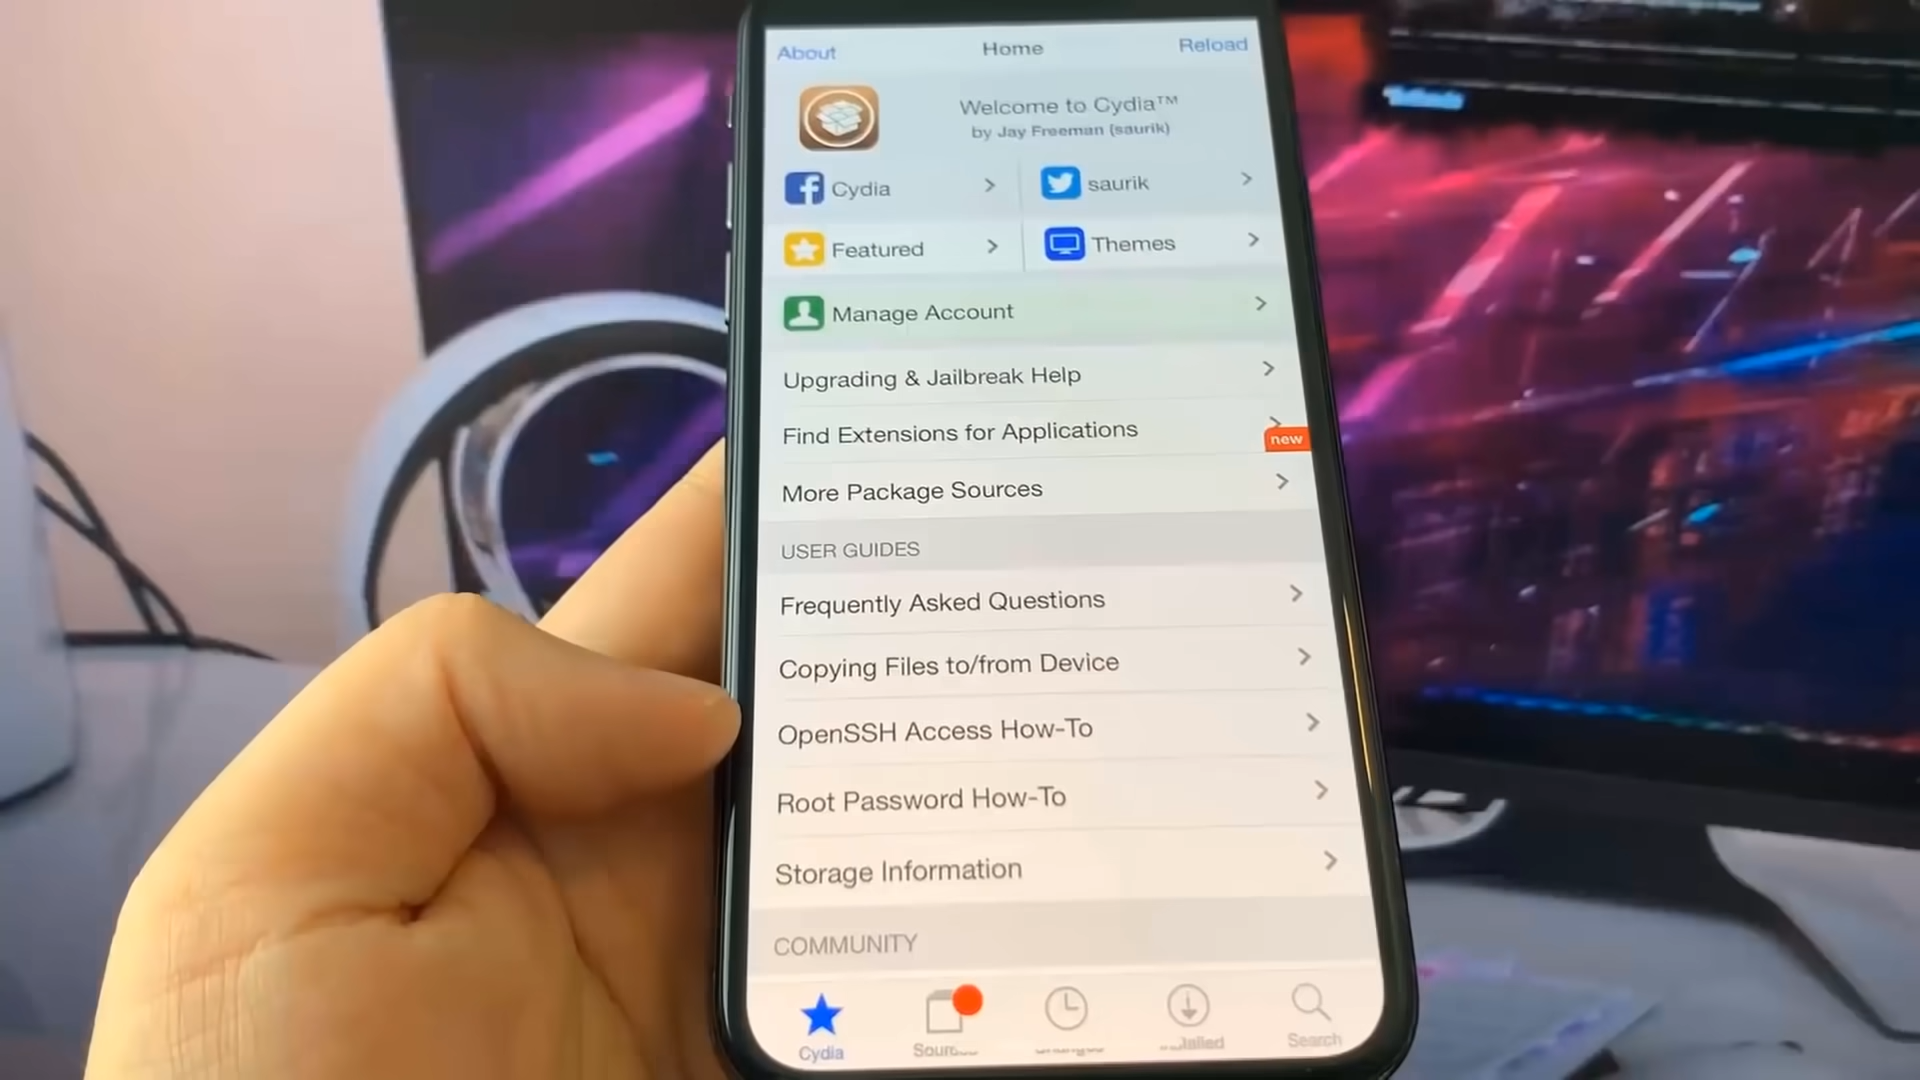 About
Home
Reload
Welcome to Cydia™
by Jay Freeman (saurik)
Cydia
saurik
Featured
Themes
Manage Account
Upgrading & Jailbreak Help
Find Extensions for Applications
new
More Package Sources
USER GUIDES
Frequently Asked Questions
Copying Files to/from Device
OpenSSH Access How-To
Root Password How-To
Storage Information
COMMUNITY
Cydia
Search